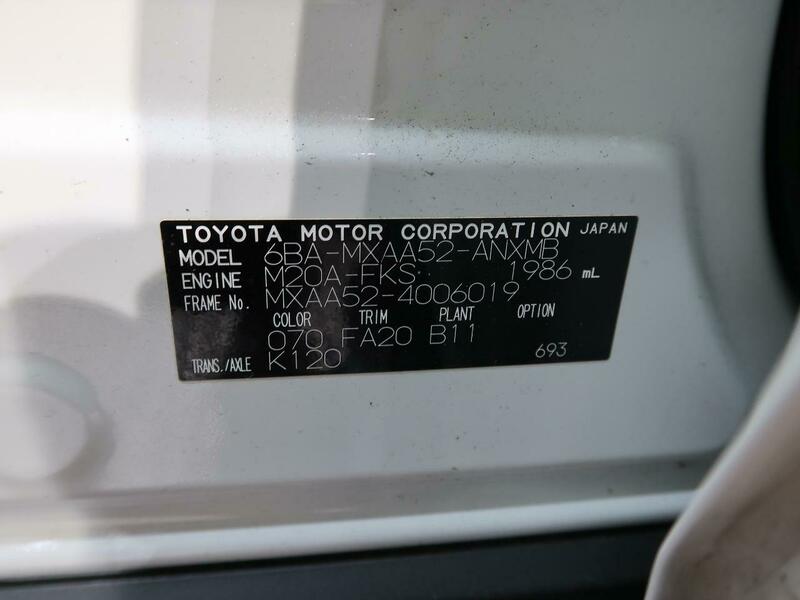 TOYOTA MOTOR CORPORATION JAPAN
MODEL 6BA-MXAA52-ANXMB
ENGINE M20A-FKS 1986 mL
FRAME No. MXAA52-4006019
COLOR TRIM PLANT OPTION
070 FA20 B11
TRANS./AXLE K120 693